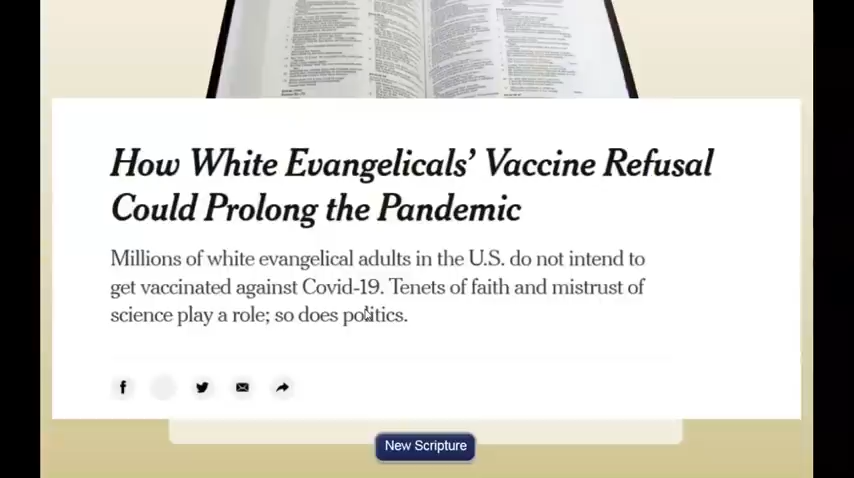 How White Evangelicals’ Vaccine Refusal
Could Prolong the Pandemic
Millions of white evangelical adults in the U.S. do not intend to
get vaccinated against Covid-19. Tenets of faith and mistrust of
science play a role; so does politics.
New Scripture